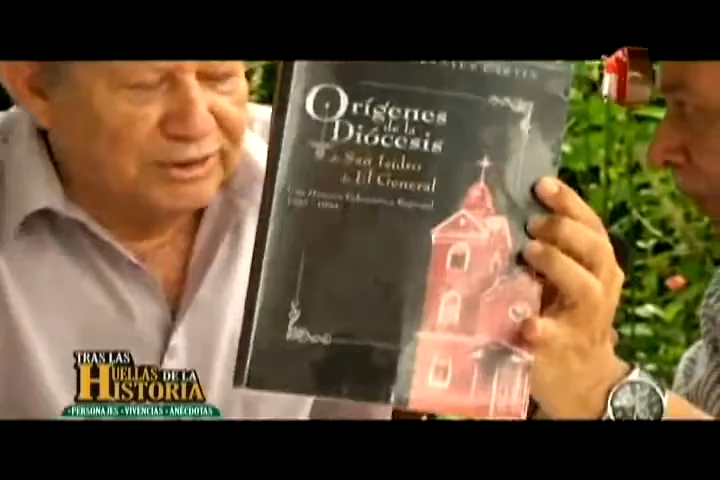 Orígenes
de la
Diócesis
de San Isidro
de El General
TRAS LAS
HUELLAS DE LA
HISTORIA
PERSONAJES • VIVENCIAS • ANÉCDOTAS